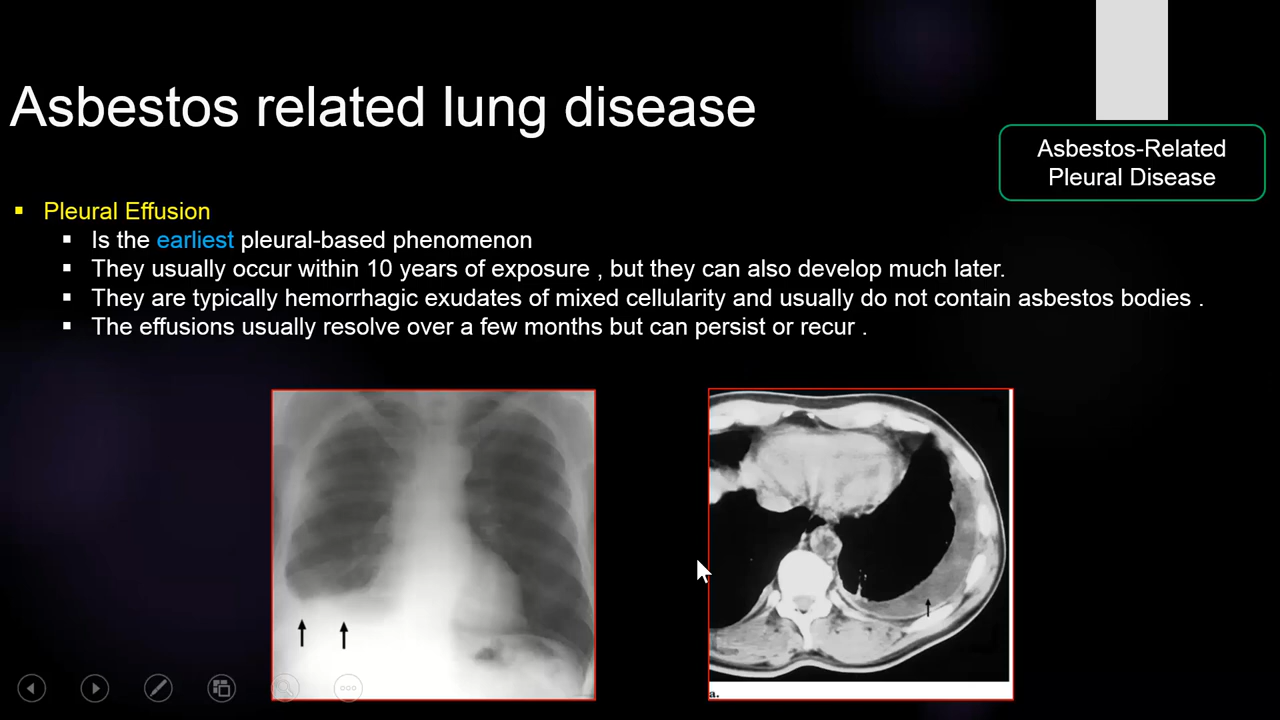 Asbestos related lung disease
Asbestos-Related
Pleural Disease
Pleural Effusion
Is the earliest pleural-based phenomenon
They usually occur within 10 years of exposure , but they can also develop much later.
They are typically hemorrhagic exudates of mixed cellularity and usually do not contain asbestos bodies .
The effusions usually resolve over a few months but can persist or recur .
a.